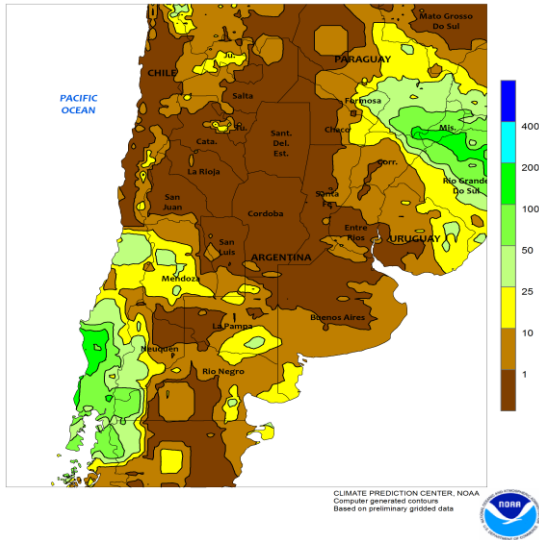 Mato Grosso
Do Sul
PARAGUAY
CHILE
Ju.
PACIFIC
OCEAN
Salta
Formosa
Tu.
Chaco
Mis.
Sant.
Del.
Est.
Cata.
Corr.
La Rioja
Rio Grande
Do Sul
San
Juan
Santa
Cordoba
Entre
Rios
URUGUAY
San
Luis
ARGENTINA
Mendoza
Buenos Aires
La Pampa
Neuquen
Rio Negro
400
200
100
50
25
10
1
CLIMATE PREDICTION CENTER, NOAA
Computer generated contours
Based on preliminary gridded data
NOAA